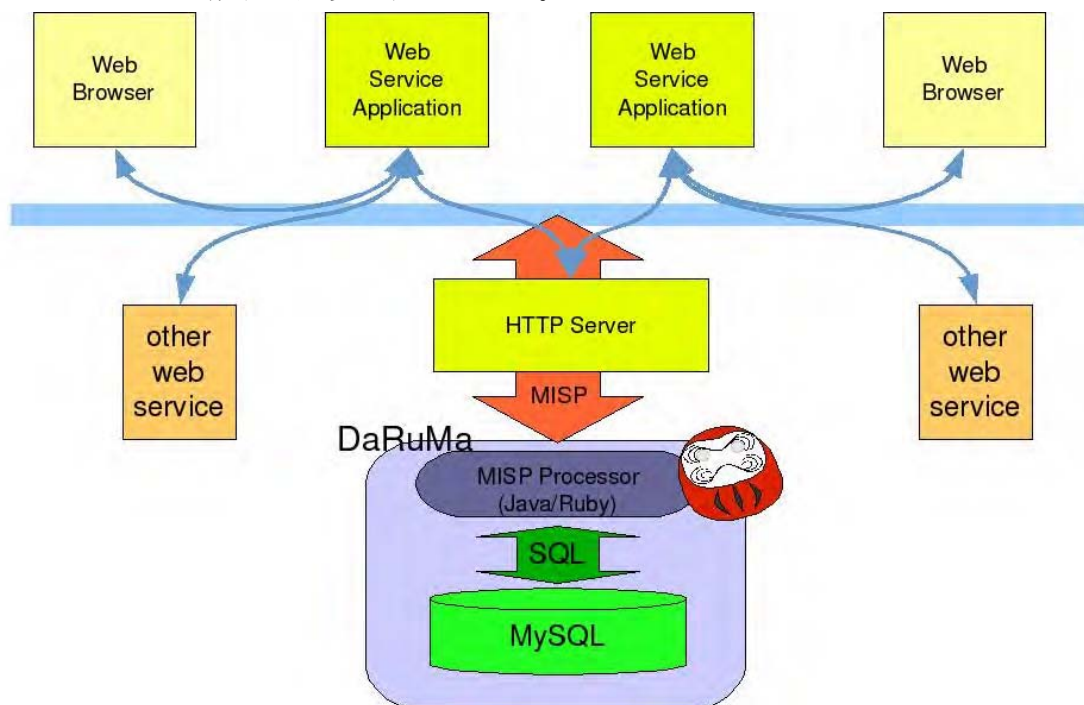 Web
Browser
Web
Service
Application
Web
Service
Application
Web
Browser
other
web
service
HTTP Server
other
web
service
MISP
DaRuMa
MISP Processor
(Java/Ruby)
SQL
MySQL